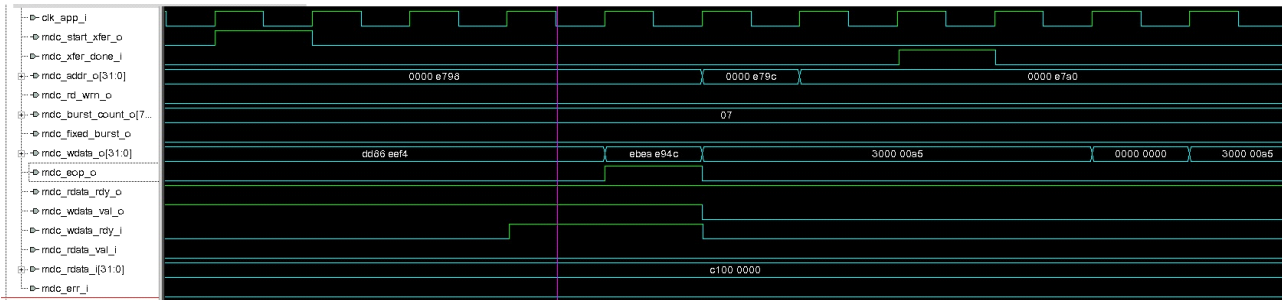 clk_app_i
mdc_start_xfer_o
mdc_xfer_done_i
mdc_addr_o[31:0] 0000 e798 0000 e79c 0000 e7a0
mdc_rd_wrn_o
mdc_burst_count_o[7... 07
mdc_fixed_burst_o
mdc_wdata_o[31:0] dd86 eef4 ebea e94c 3000 00a5 0000 0000 3000 00a5
mdc_eop_o
mdc_rdata_rdy_o
mdc_wdata_val_o
mdc_wdata_rdy_i
mdc_rdata_val_i
mdc_rdata_i[31:0] c100 0000
mdc_err_i